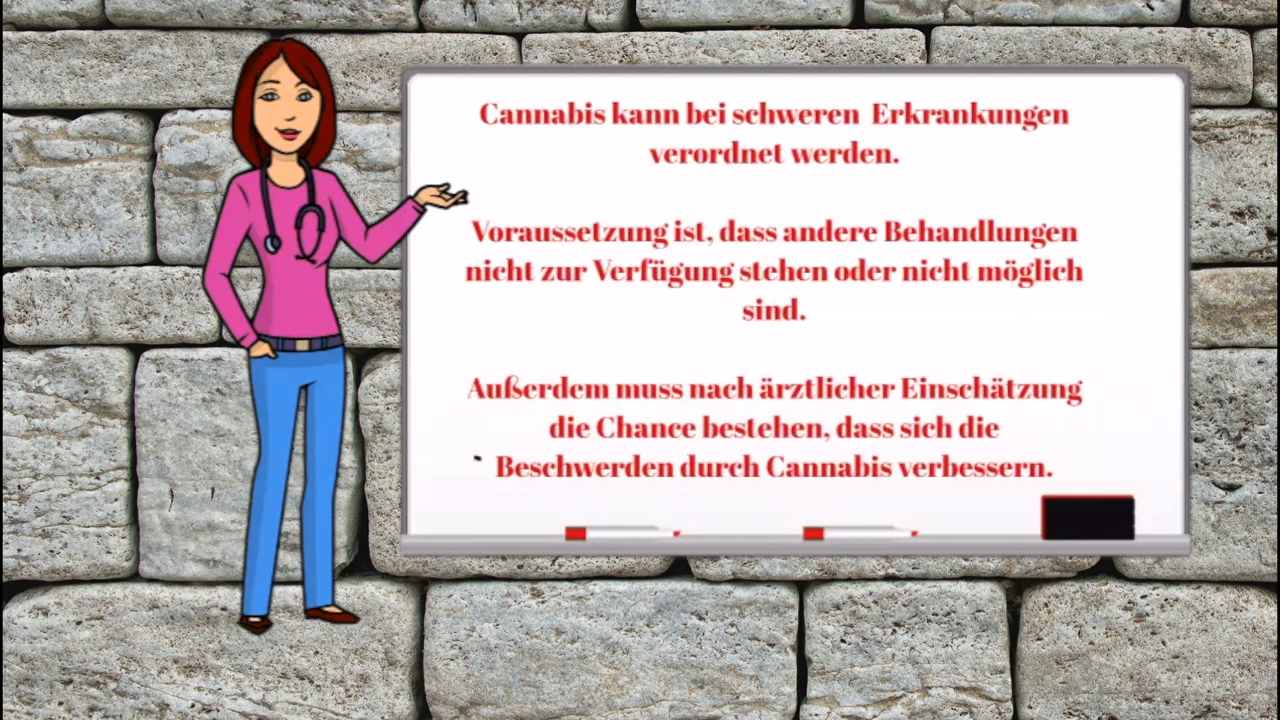 Cannabis kann bei schweren Erkrankungen
verordnet werden.
Voraussetzung ist, dass andere Behandlungen
nicht zur Verfügung stehen oder nicht möglich
sind.
Außerdem muss nach ärztlicher Einschätzung
die Chance bestehen, dass sich die
Beschwerden durch Cannabis verbessern.